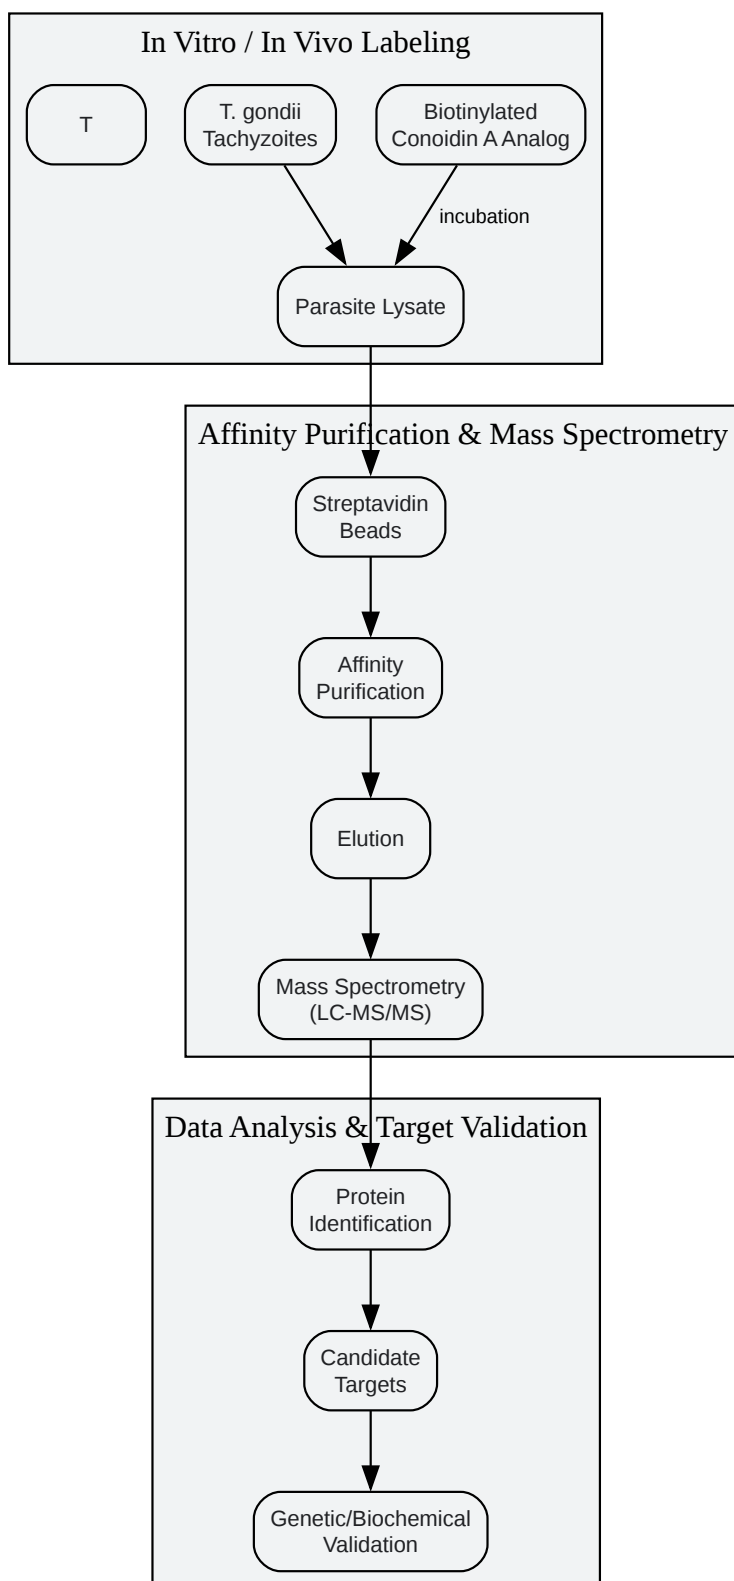 In Vitro / In Vivo Labeling
T
T. gondii
Tachyzoites
Biotinylated
Conoidin A Analog
incubation
Parasite Lysate
Affinity Purification & Mass Spectrometry
Streptavidin
Beads
Affinity
Purification
Elution
Mass Spectrometry
(LC-MS/MS)
Data Analysis & Target Validation
Protein
Identification
Candidate
Targets
Genetic/Biochemical
Validation